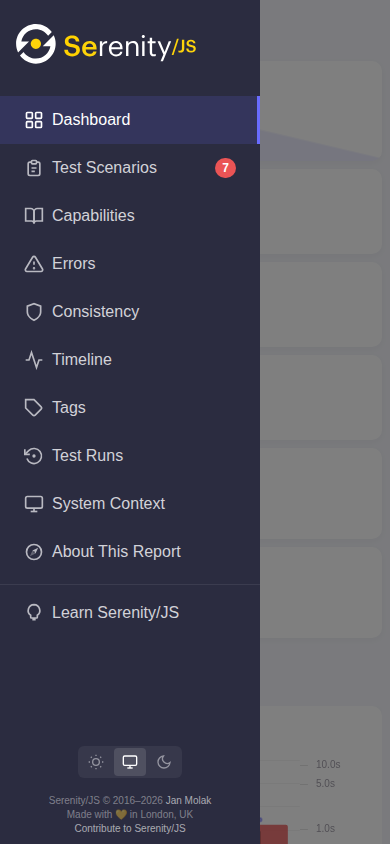 Serenity/JS
Dashboard
Test Scenarios 7
Capabilities
Errors
Consistency
Timeline
Tags
Test Runs
System Context
About This Report
Learn Serenity/JS
10.0s
5.0s
1.0s
Serenity/JS © 2016–2026 Jan Molak
Made with 🤎 in London, UK
Contribute to Serenity/JS